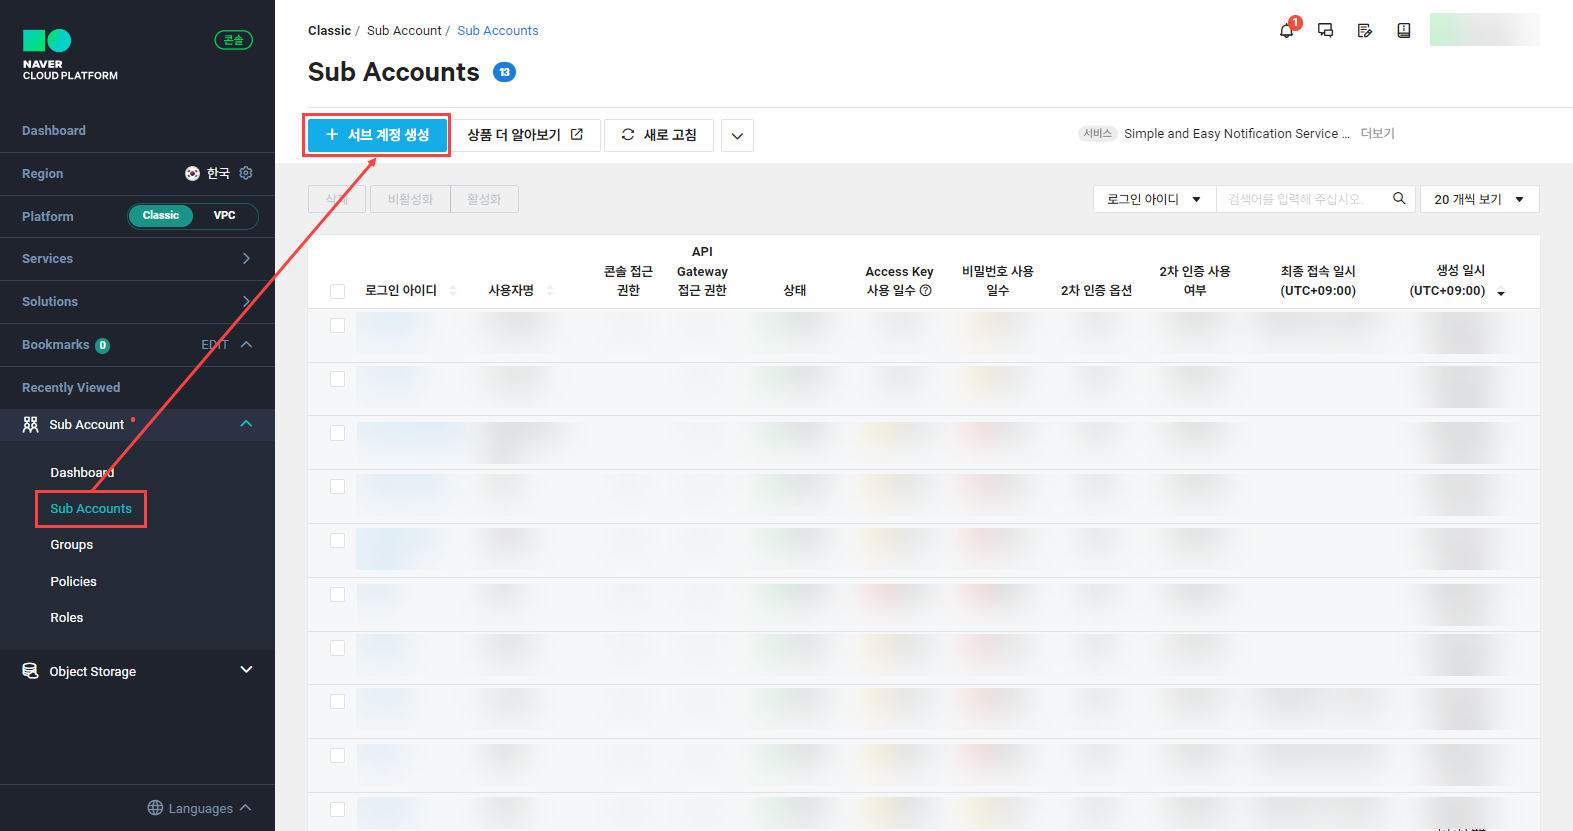 NAVER
CLOUD PLATFORM
콘솔
Dashboard
Region
한국
Platform
Classic
VPC
Services
Solutions
Bookmarks 0
EDIT
Recently Viewed
Sub Account
Dashboard
Sub Accounts
Groups
Policies
Roles
Object Storage
Languages
Classic / Sub Account / Sub Accounts
1
Sub Accounts 13
+ 서브 계정 생성
상품 더 알아보기
새로 고침
서비스 Simple and Easy Notification Service ... 더보기
삭제
비활성화
활성화
로그인 아이디
검색어를 입력해 주십시오.
20 개씩 보기
로그인 아이디
사용자명
콘솔 접근
권한
API
Gateway
접근 권한
상태
Access Key
사용 일수
비밀번호 사용
일수
2차 인증 옵션
2차 인증 사용
여부
최종 접속 일시
(UTC+09:00)
생성 일시
(UTC+09:00)